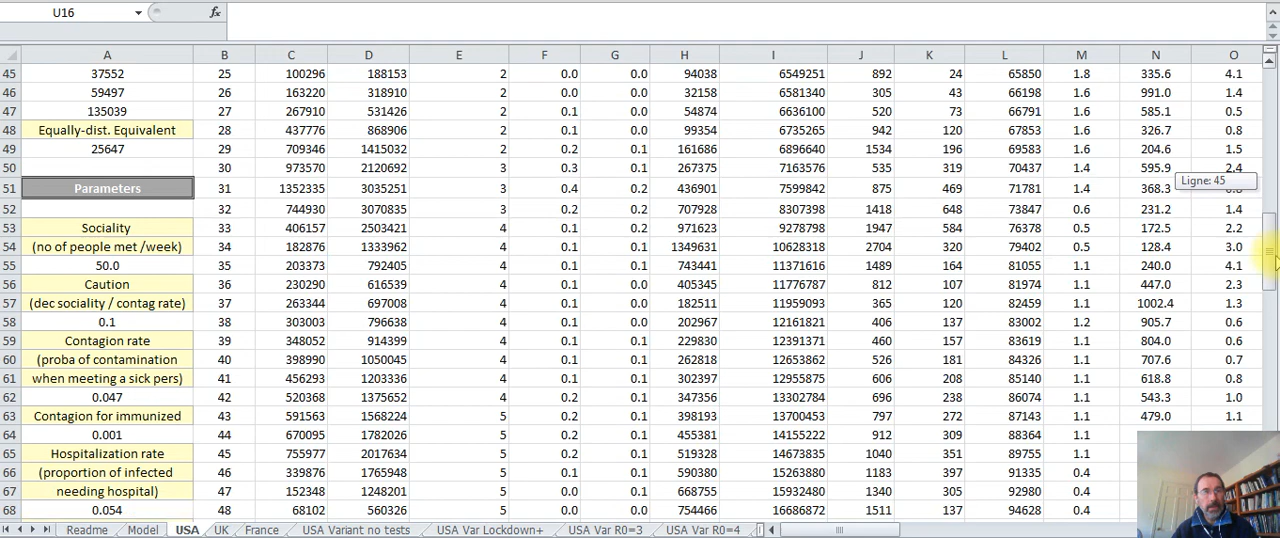 U16 fx
A B C D E F G H I J K L M N O
45 37552 25 100296 188153 2 0.0 0.0 94038 6549251 892 24 65850 1.8 335.6 4.1
46 59497 26 163220 318910 2 0.0 0.0 32158 6581340 305 43 66198 1.6 991.0 1.4
47 135039 27 267910 531426 2 0.1 0.0 54874 6636100 520 73 66791 1.6 585.1 0.5
48 Equally-dist. Equivalent 28 437776 868906 2 0.1 0.0 99354 6735265 942 120 67853 1.6 326.7 0.8
49 25647 29 709346 1415032 2 0.2 0.1 161686 6896640 1534 196 69583 1.6 204.6 1.5
50 30 973570 2120692 3 0.3 0.1 267375 7163576 535 319 70437 1.4 595.9 2.4
51 Parameters 31 1352335 3035251 3 0.4 0.2 436901 7599842 875 469 71781 1.4 368.3
Ligne: 45
52 32 744930 3070835 3 0.2 0.2 707928 8307398 1418 648 73847 0.6 231.2 1.4
53 Sociality 33 406157 2503421 3 0.1 0.2 971623 9278798 1947 584 76378 0.5 172.5 2.2
54 (no of people met /week) 34 182876 1333962 3 0.1 0.1 1349631 10628318 2704 320 79402 0.5 128.4 3.0
55 50.0 35 203373 792405 3 0.1 0.1 743441 11371616 1489 164 81055 1.1 240.0 4.1
56 Caution 36 230290 616539 4 0.1 0.0 405345 11776787 812 107 81974 1.1 447.0 2.3
57 (dec sociality / contag rate) 37 263344 697008 4 0.1 0.0 182511 11959093 365 120 82459 1.1 1002.4 1.3
58 0.1 38 303003 796638 4 0.1 0.0 202967 12161821 406 137 83002 1.2 905.7 0.6
59 Contagion rate 39 348052 914399 4 0.1 0.1 229830 12391371 460 157 83619 1.1 804.0 0.6
60 (proba of contamination 40 398990 1050045 4 0.1 0.1 262818 12653862 526 181 84326 1.1 707.6 0.7
61 when meeting a sick pers) 41 456293 1203336 4 0.1 0.1 302397 12955875 606 208 85140 1.1 618.8 0.8
62 0.047 42 520368 1375652 4 0.2 0.1 347356 13302784 696 238 86074 1.1 543.3 1.0
63 Contagion for immunized 43 591563 1568224 5 0.2 0.1 398193 13700453 797 272 87143 1.1 479.0 1.1
64 0.001 44 670095 1782026 5 0.2 0.1 455381 14155222 912 309 88364 1.1
65 Hospitalization rate 45 755977 2017634 5 0.2 0.1 519328 14673835 1040 351 89755 1.1
66 (proportion of infected 46 339876 1765948 5 0.1 0.1 590380 15263880 1183 397 91335 0.4
67 needing hospital) 47 152348 1248201 5 0.0 0.1 668755 15932480 1340 305 92980 0.4
68 0.054 48 68102 560326 5 0.0 0.0 754466 16686872 1511 137 94628 0.4
Readme Model USA UK France USA Variant no tests USA Var Lockdown+ USA Var R0=3 USA Var R0=4